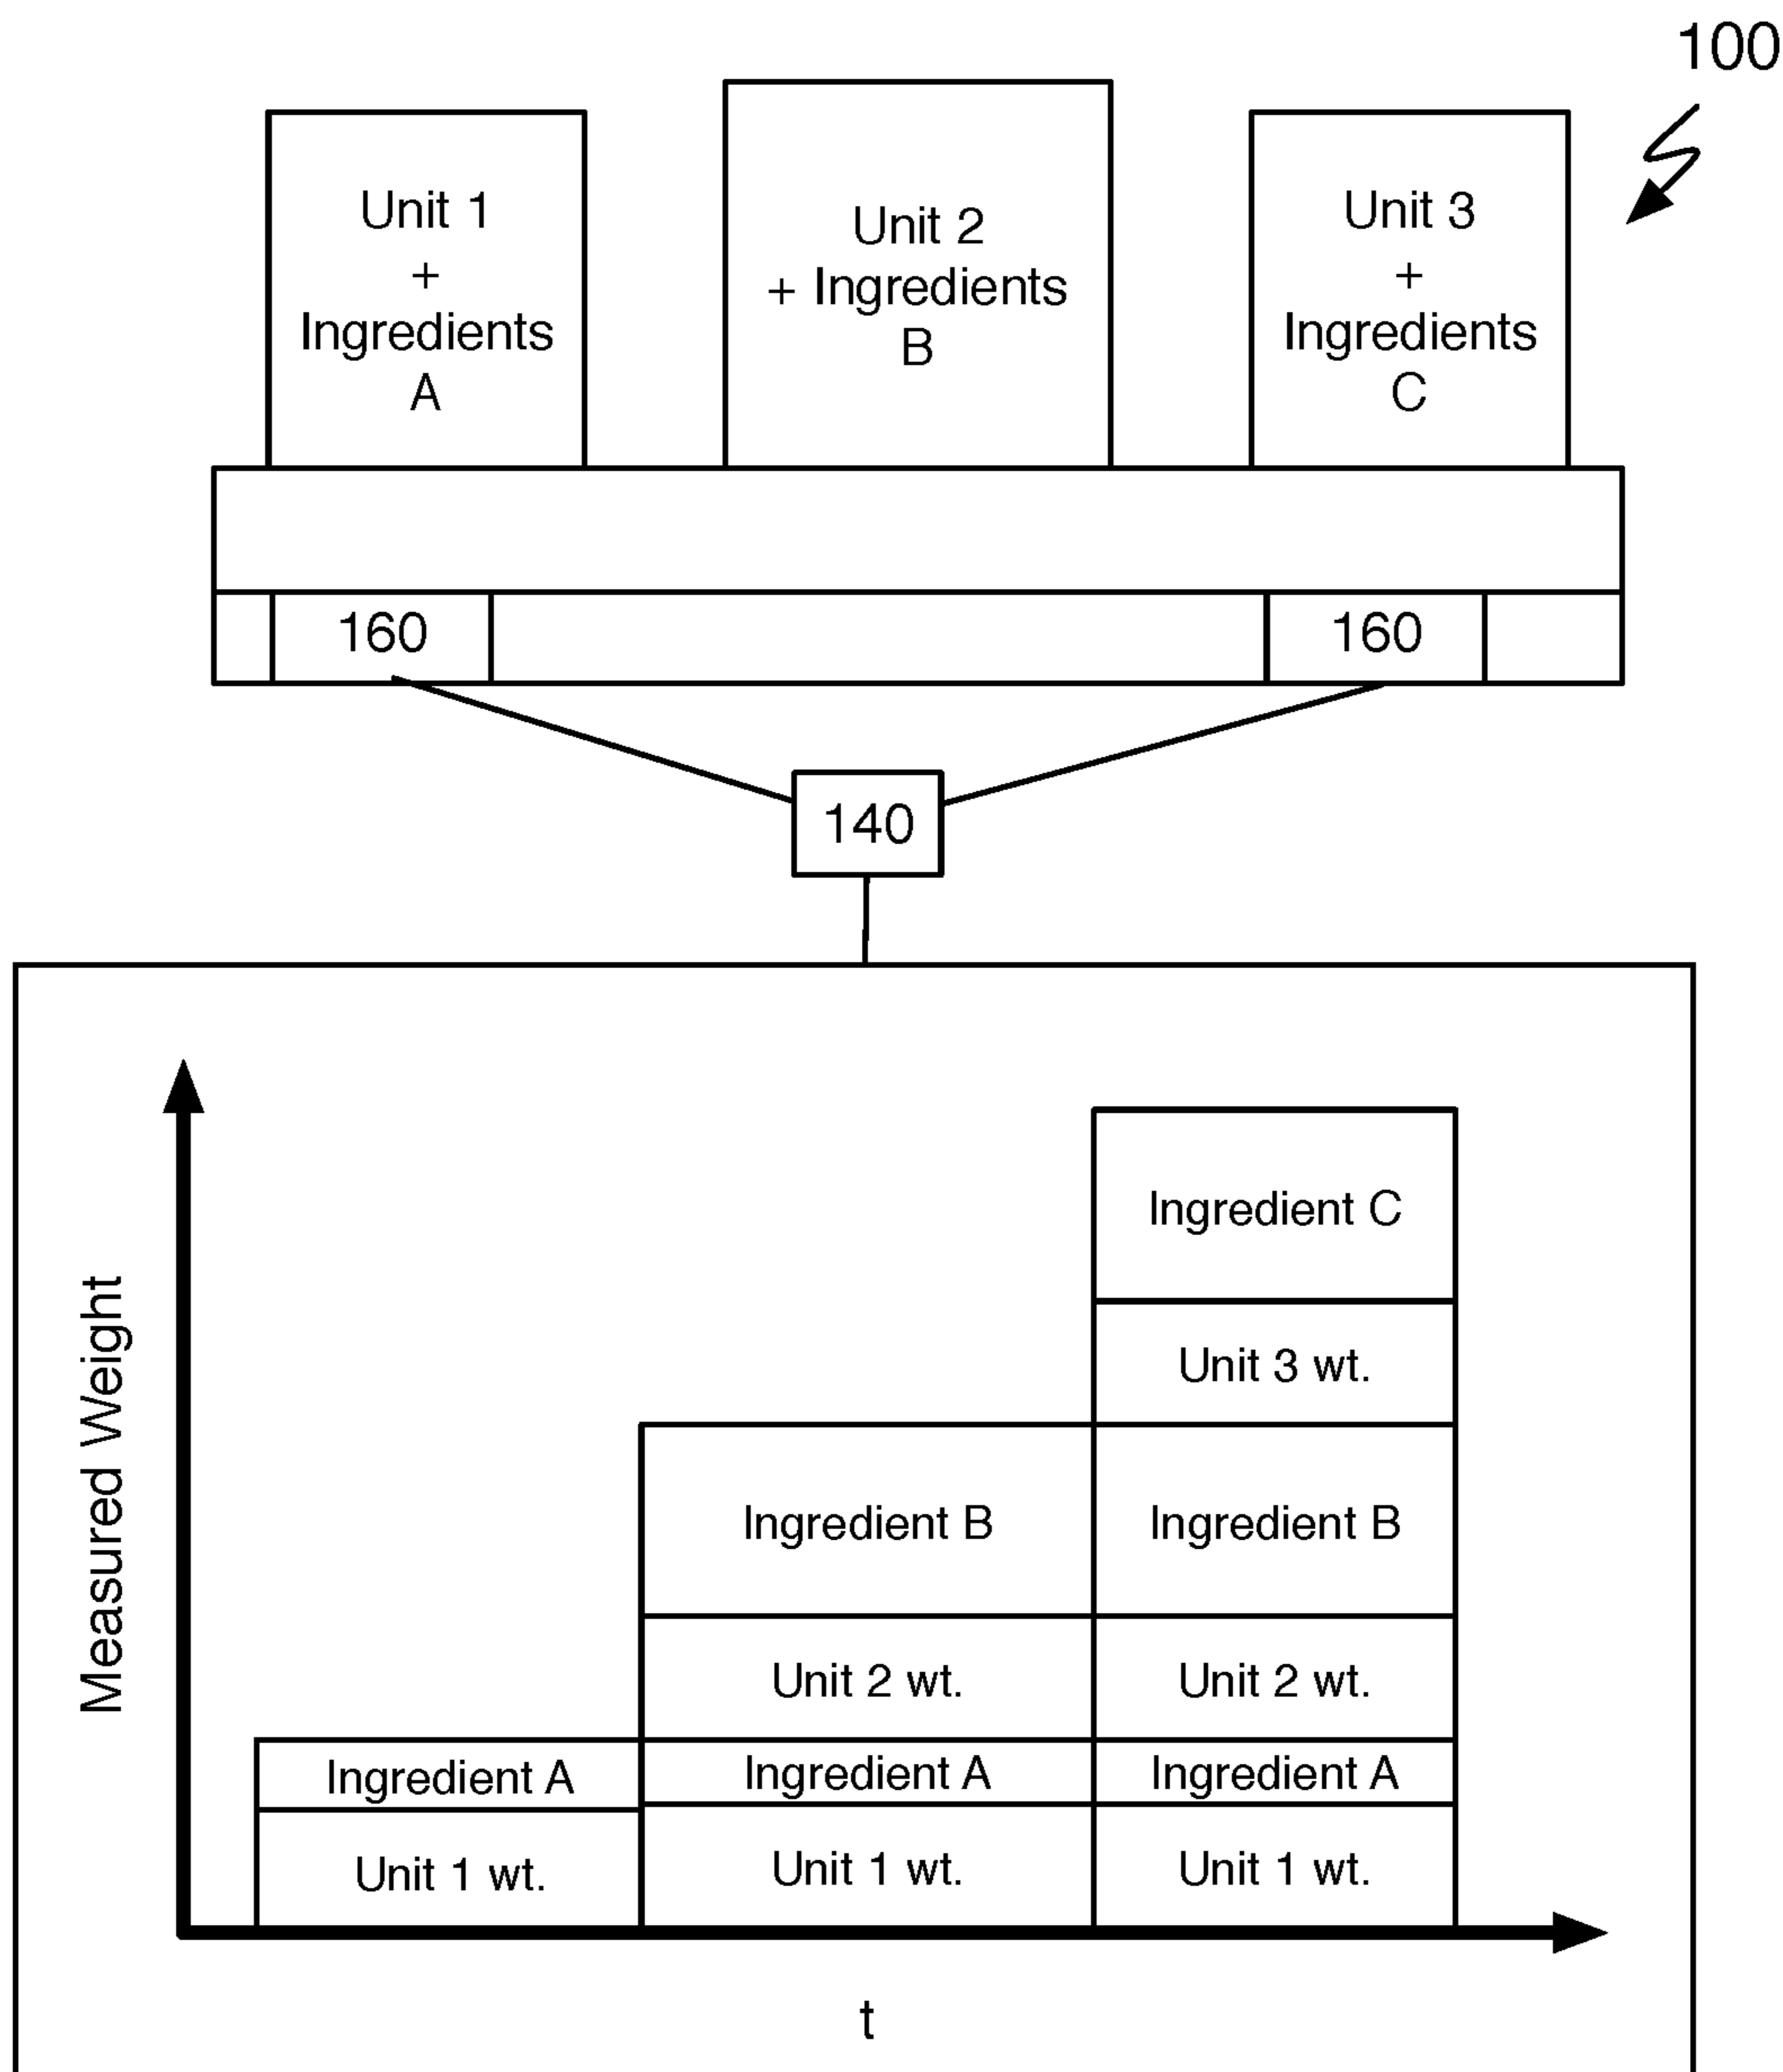 100
Unit 1
+
Ingredients
A
Unit 2
+ Ingredients
B
Unit 3
+
Ingredients
C
160
160
140
Measured Weight
Ingredient C
Unit 3 wt.
Ingredient B
Ingredient B
Unit 2 wt.
Unit 2 wt.
Ingredient A
Ingredient A
Ingredient A
Unit 1 wt.
Unit 1 wt.
Unit 1 wt.
t